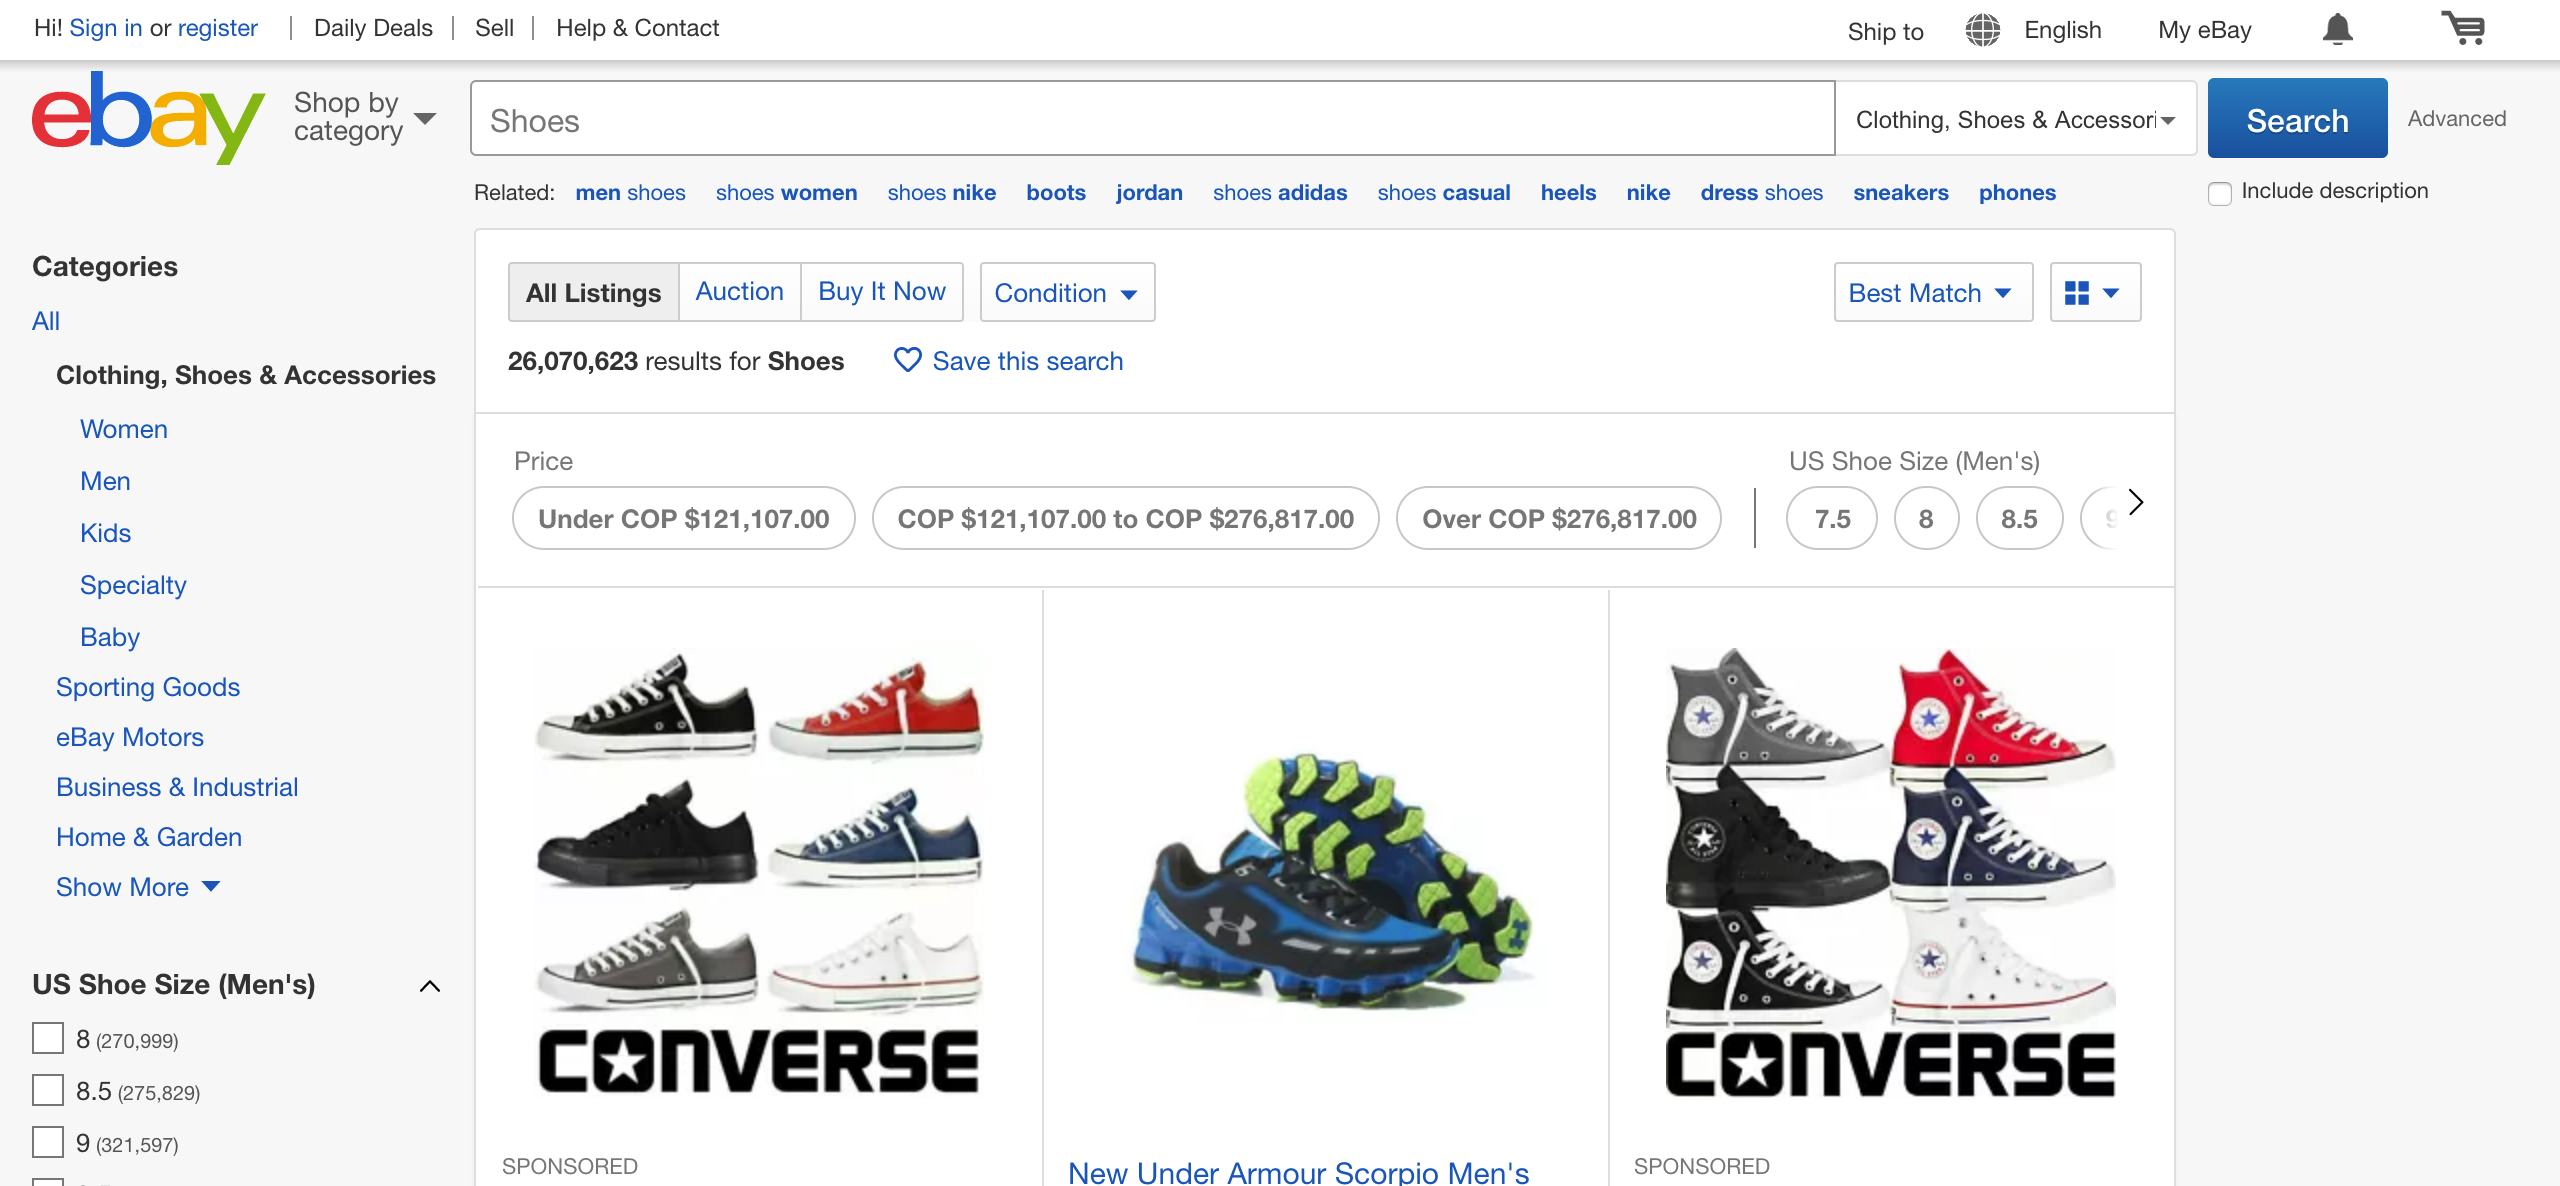 Hi! Sign in or register | Daily Deals | Sell | Help & Contact
Ship to English My eBay
ebay
Shop by
category
Shoes
Clothing, Shoes & Accessori
Search
Advanced
Related: men shoes shoes women shoes nike boots jordan shoes adidas shoes casual heels nike dress shoes sneakers phones
Include description
Categories
All
Clothing, Shoes & Accessories
Women
Men
Kids
Specialty
Baby
Sporting Goods
eBay Motors
Business & Industrial
Home & Garden
Show More
US Shoe Size (Men's)
8 (270,999)
8.5 (275,829)
9 (321,597)
All Listings Auction Buy It Now Condition
Best Match
26,070,623 results for Shoes Save this search
Price
Under COP $121,107.00 COP $121,107.00 to COP $276,817.00 Over COP $276,817.00
US Shoe Size (Men's)
7.5 8 8.5 9
CONVERSE
SPONSORED
New Under Armour Scorpio Men's
CONVERSE
SPONSORED